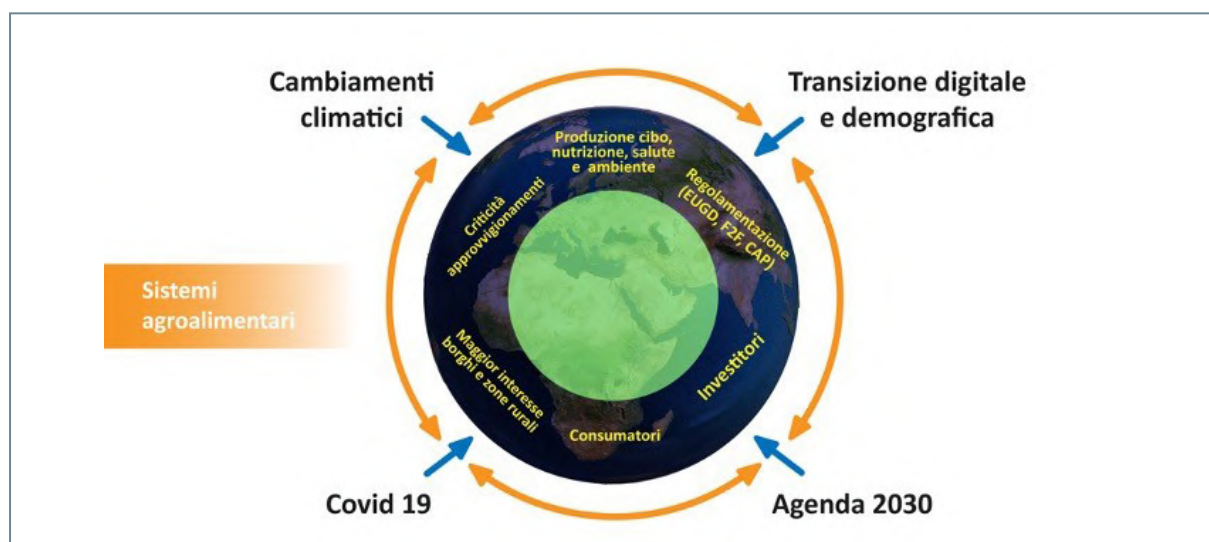 Cambiamenti
climatici
Transizione digitale
e demografica
Produzione cibo,
nutrizione, salute
e ambiente
Criticità
approvvigionamenti
Regolamentazione
(EUGD, F2F, CAP)
Sistemi
agroalimentari
Maggior interesse
borghi e zone rurali
Investitori
Consumatori
Covid 19
Agenda 2030